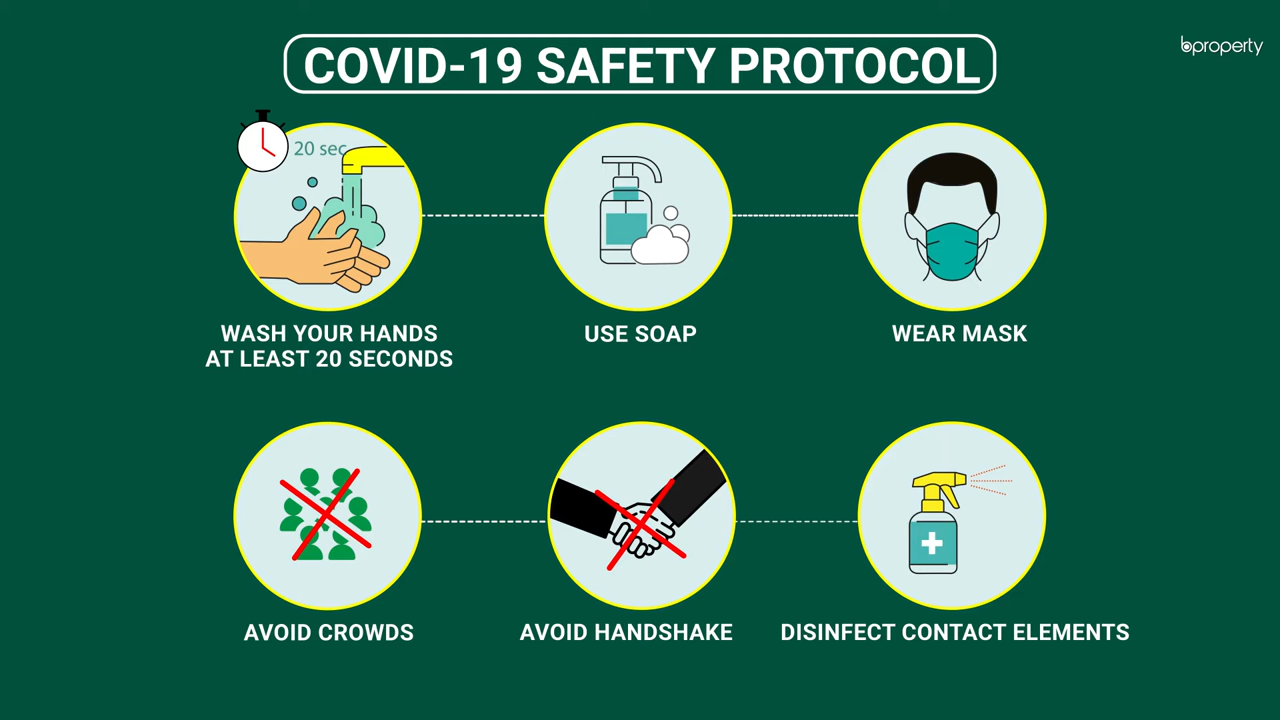 COVID-19 SAFETY PROTOCOL
bproperty
20 sec
WASH YOUR HANDS
AT LEAST 20 SECONDS
USE SOAP
WEAR MASK
AVOID CROWDS
AVOID HANDSHAKE
DISINFECT CONTACT ELEMENTS